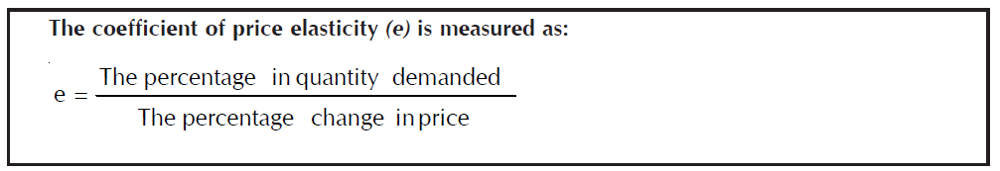 The coefficient of price elasticity (e) is measured as:
The percentage in quantity demanded
e =
The percentage change in price